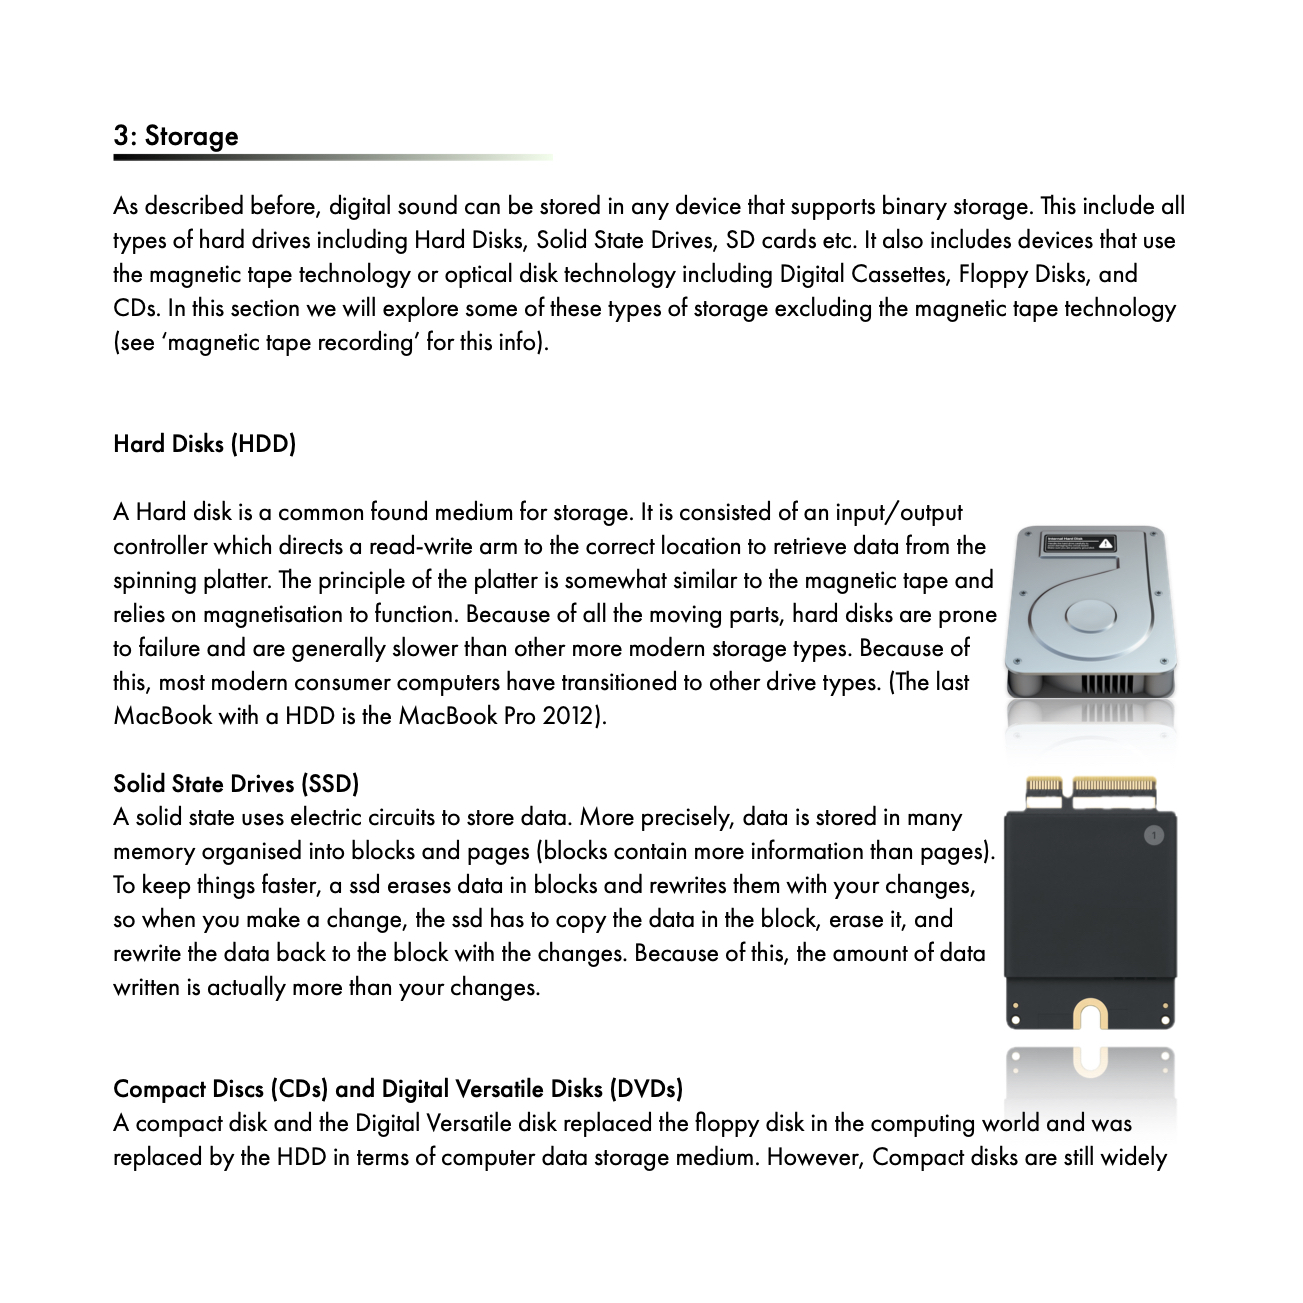 3: Storage
As described before, digital sound can be stored in any device that supports binary storage. This include all
types of hard drives including Hard Disks, Solid State Drives, SD cards etc. It also includes devices that use
the magnetic tape technology or optical disk technology including Digital Cassettes, Floppy Disks, and
CDs. In this section we will explore some of these types of storage excluding the magnetic tape technology
(see ‘magnetic tape recording’ for this info).
Hard Disks (HDD)
A Hard disk is a common found medium for storage. It is consisted of an input/output
controller which directs a read-write arm to the correct location to retrieve data from the
spinning platter. The principle of the platter is somewhat similar to the magnetic tape and
relies on magnetisation to function. Because of all the moving parts, hard disks are prone
to failure and are generally slower than other more modern storage types. Because of
this, most modern consumer computers have transitioned to other drive types. (The last
MacBook with a HDD is the MacBook Pro 2012).
Internal Hard Disk
Solid State Drives (SSD)
A solid state uses electric circuits to store data. More precisely, data is stored in many
memory organised into blocks and pages (blocks contain more information than pages).
To keep things faster, a ssd erases data in blocks and rewrites them with your changes,
so when you make a change, the ssd has to copy the data in the block, erase it, and
rewrite the data back to the block with the changes. Because of this, the amount of data
written is actually more than your changes.
1
Compact Discs (CDs) and Digital Versatile Disks (DVDs)
A compact disk and the Digital Versatile disk replaced the floppy disk in the computing world and was
replaced by the HDD in terms of computer data storage medium. However, Compact disks are still widely